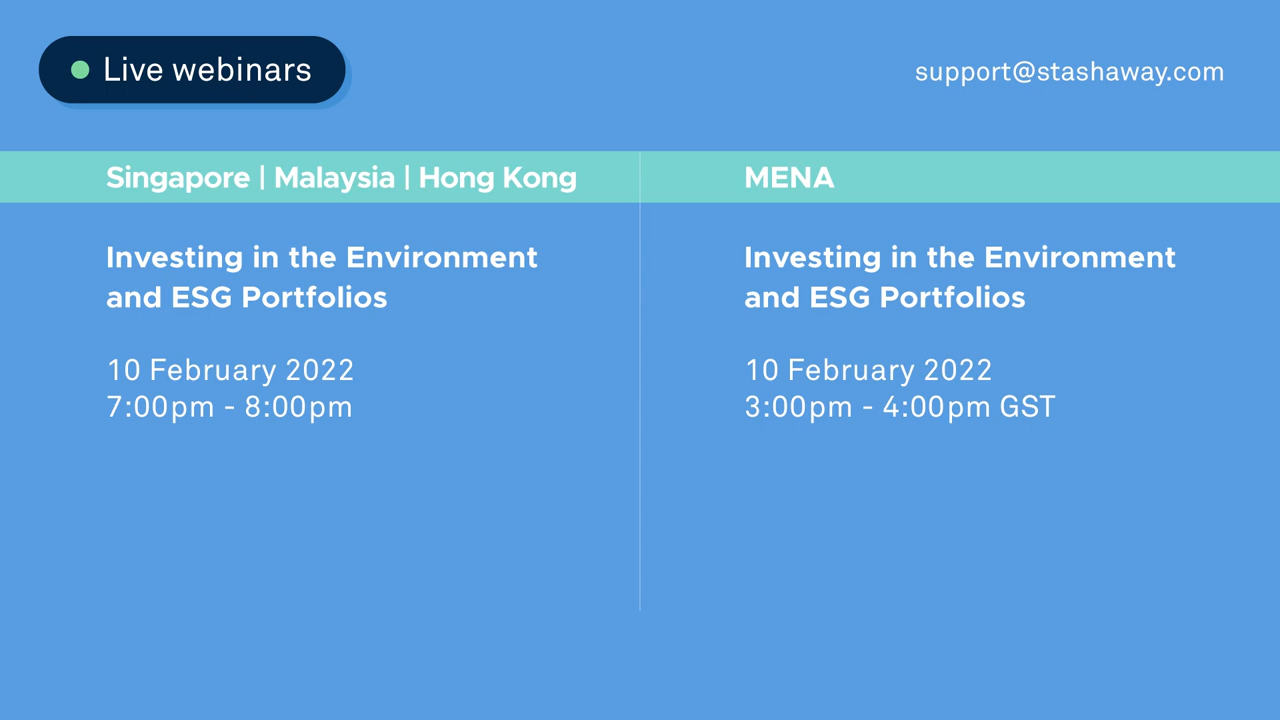 Live webinars
support@stashaway.com
Singapore | Malaysia | Hong Kong
Investing in the Environment
and ESG Portfolios
10 February 2022
7:00pm - 8:00pm
MENA
Investing in the Environment
and ESG Portfolios
10 February 2022
3:00pm - 4:00pm GST